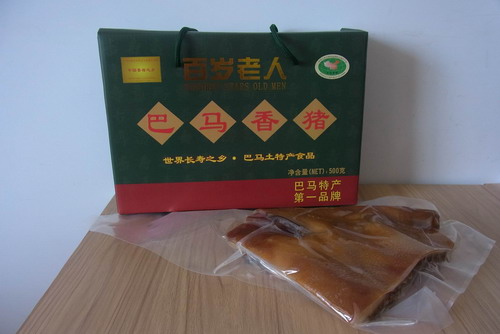 百岁老人
巴马香猪
世界长寿之乡·巴马土特产食品
净含量(NET):500克
巴马特产
第一品牌